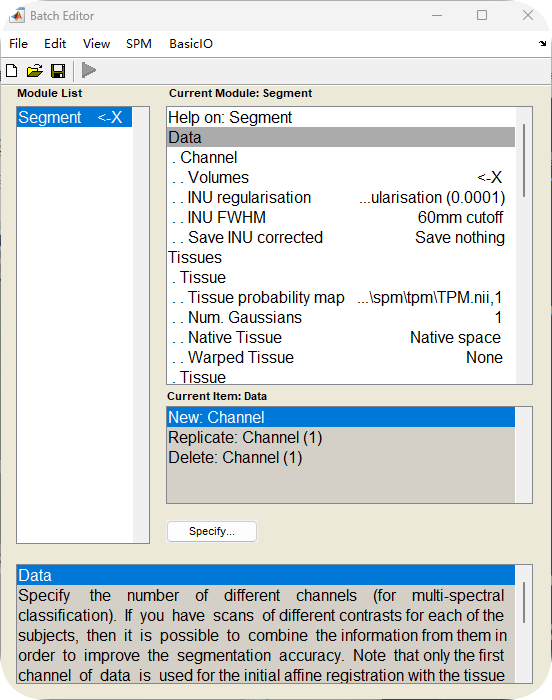 Batch Editor
File Edit View SPM BasicIO
Module List
Segment <-X
Current Module: Segment
Help on: Segment
Data
. Channel
. . Volumes <-X
. . INU regularisation ...ularisation (0.0001)
. . INU FWHM 60mm cutoff
. . Save INU corrected Save nothing
Tissues
. Tissue
. . Tissue probability map ...\spm\tpm\TPM.nii,1
. . Num. Gaussians 1
. . Native Tissue Native space
. . Warped Tissue None
. Tissue
Current Item: Data
New: Channel
Replicate: Channel (1)
Delete: Channel (1)
Specify...
Data
Specify the number of different channels (for multi-spectral
classification). If you have scans of different contrasts for each of the
subjects, then it is possible to combine the information from them in
order to improve the segmentation accuracy. Note that only the first
channel of data is used for the initial affine registration with the tissue